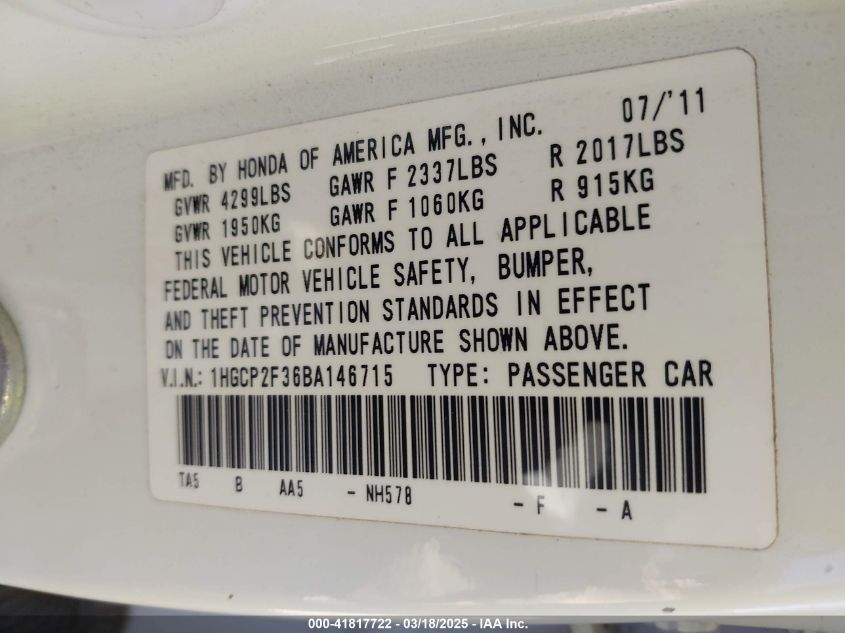 07/'11
MFD. BY HONDA OF AMERICA MFG., INC.
GVWR 4299LBS GAWR F 2337LBS R 2017LBS
GVWR 1950KG GAWR F 1060KG R 915KG
THIS VEHICLE CONFORMS TO ALL APPLICABLE
FEDERAL MOTOR VEHICLE SAFETY, BUMPER,
AND THEFT PREVENTION STANDARDS IN EFFECT
ON THE DATE OF MANUFACTURE SHOWN ABOVE.
V.I.N.: 1HGCP2F36BA146715 TYPE: PASSENGER CAR
TA5 B AA5 - NH578 - F - A
000-41817722 - 03/18/2025 - IAA Inc.